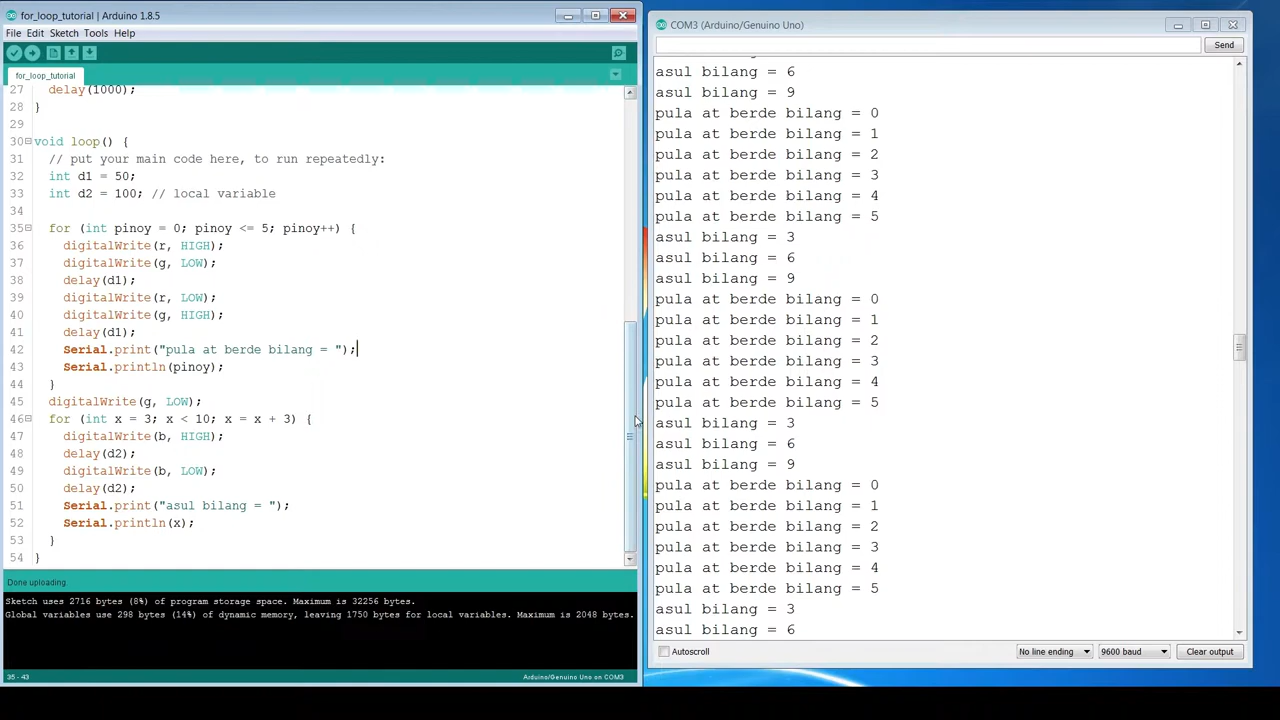 for_loop_tutorial | Arduino 1.8.5
File Edit Sketch Tools Help
for_loop_tutorial
27 delay(1000);
28 }
29
30 void loop() {
31 // put your main code here, to run repeatedly:
32 int d1 = 50;
33 int d2 = 100; // local variable
34
35 for (int pinoy = 0; pinoy <= 5; pinoy++) {
36 digitalWrite(r, HIGH);
37 digitalWrite(g, LOW);
38 delay(d1);
39 digitalWrite(r, LOW);
40 digitalWrite(g, HIGH);
41 delay(d1);
42 Serial.print("pula at berde bilang = ");
43 Serial.println(pinoy);
44 }
45 digitalWrite(g, LOW);
46 for (int x = 3; x < 10; x = x + 3) {
47 digitalWrite(b, HIGH);
48 delay(d2);
49 digitalWrite(b, LOW);
50 delay(d2);
51 Serial.print("asul bilang = ");
52 Serial.println(x);
53 }
54 }
Done uploading.
Sketch uses 2716 bytes (8%) of program storage space. Maximum is 32256 bytes.
Global variables use 298 bytes (14%) of dynamic memory, leaving 1750 bytes for local variables. Maximum is 2048 bytes.
35 - 43 Arduino/Genuino Uno on COM3
COM3 (Arduino/Genuino Uno)
Send
asul bilang = 6
asul bilang = 9
pula at berde bilang = 0
pula at berde bilang = 1
pula at berde bilang = 2
pula at berde bilang = 3
pula at berde bilang = 4
pula at berde bilang = 5
asul bilang = 3
asul bilang = 6
asul bilang = 9
pula at berde bilang = 0
pula at berde bilang = 1
pula at berde bilang = 2
pula at berde bilang = 3
pula at berde bilang = 4
pula at berde bilang = 5
asul bilang = 3
asul bilang = 6
asul bilang = 9
pula at berde bilang = 0
pula at berde bilang = 1
pula at berde bilang = 2
pula at berde bilang = 3
pula at berde bilang = 4
pula at berde bilang = 5
asul bilang = 3
asul bilang = 6
Autoscroll No line ending 9600 baud Clear output